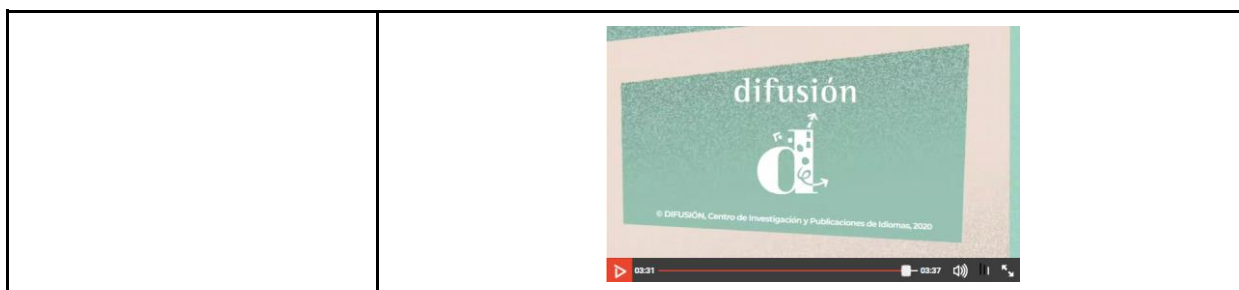 difusión
d
© DIFUSIÓN, Centro de Investigación y Publicaciones de Idiomas, 2020
03:31
03:37